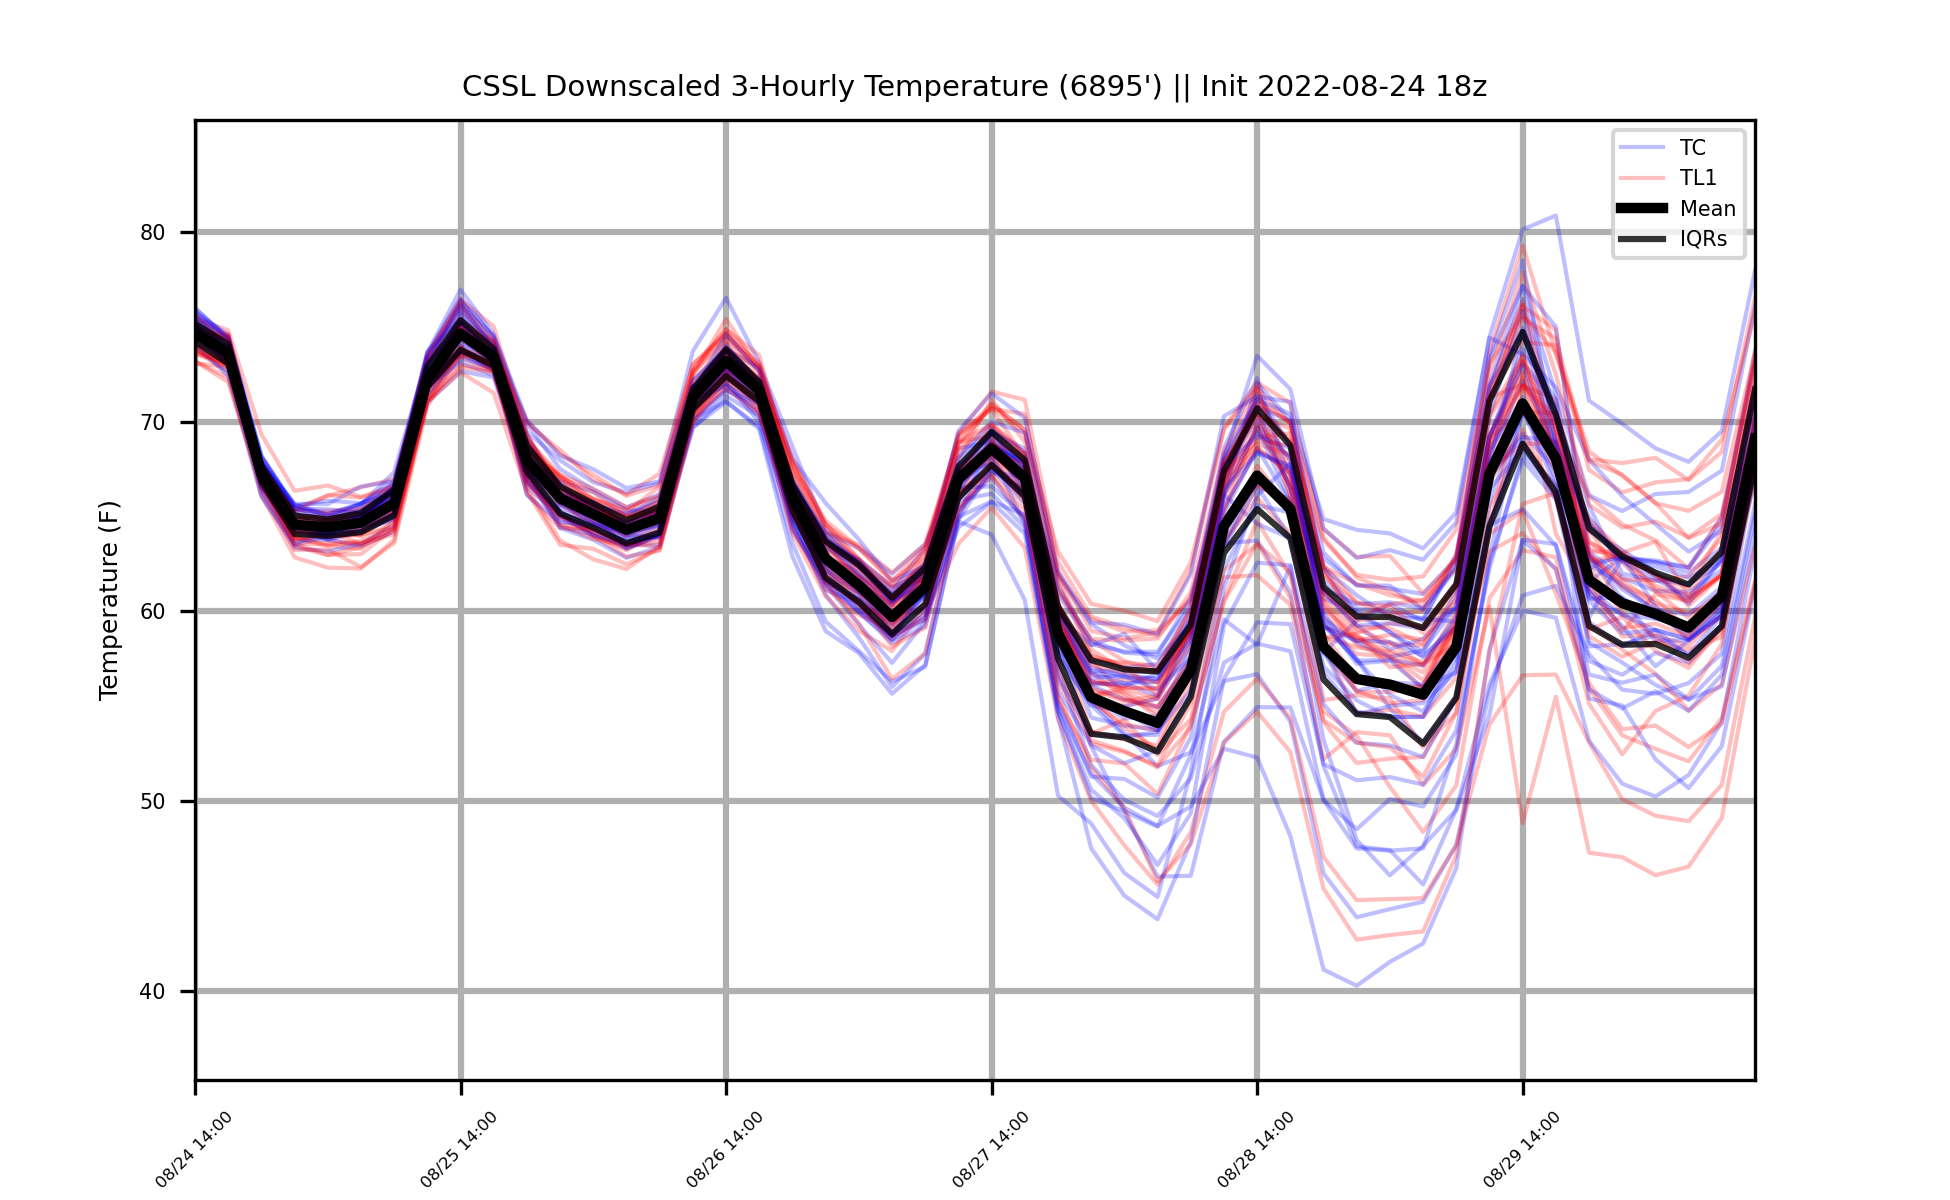 CSSL Downscaled 3-Hourly Temperature (6895') || Init 2022-08-24 18z
TC
TL1
Mean
IQRs
Temperature (F)
80
70
60
50
40
08/24 14:00
08/25 14:00
08/26 14:00
08/27 14:00
08/28 14:00
08/29 14:00